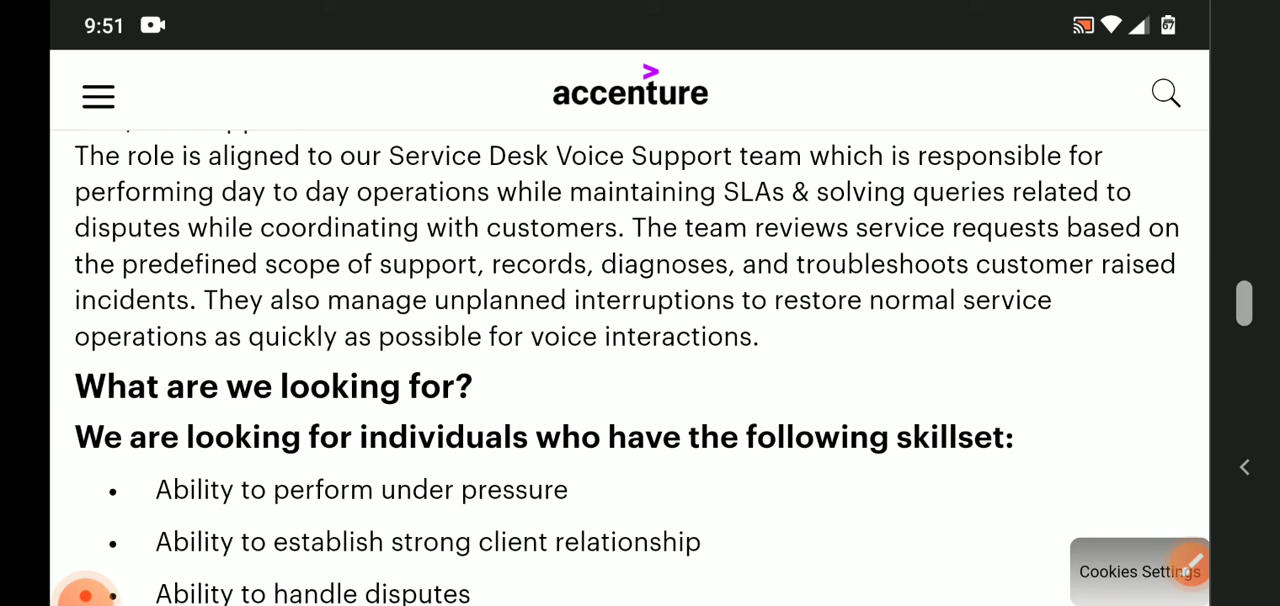 9:51
67
>
accenture
The role is aligned to our Service Desk Voice Support team which is responsible for
performing day to day operations while maintaining SLAs & solving queries related to
disputes while coordinating with customers. The team reviews service requests based on
the predefined scope of support, records, diagnoses, and troubleshoots customer raised
incidents. They also manage unplanned interruptions to restore normal service
operations as quickly as possible for voice interactions.
What are we looking for?
We are looking for individuals who have the following skillset:
• Ability to perform under pressure
• Ability to establish strong client relationship
• Ability to handle disputes
Cookies Settings